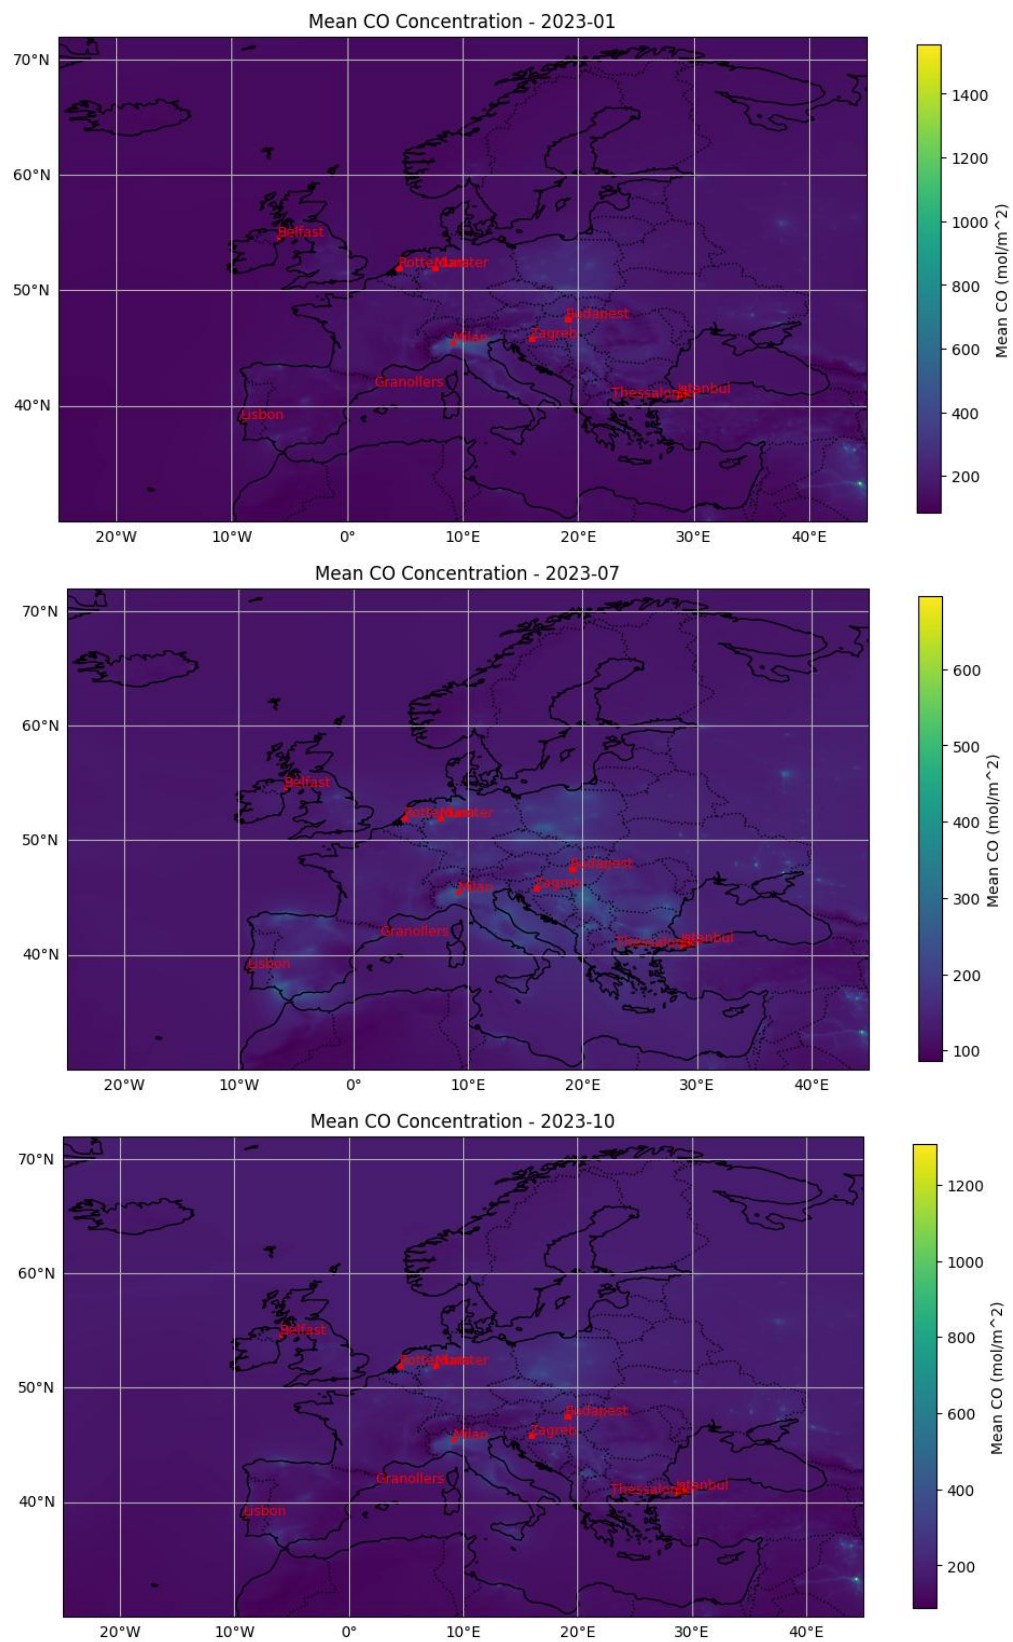 Mean CO Concentration - 2023-01
70°N
60°N
50°N
40°N
20°W 10°W 0° 10°E 20°E 30°E 40°E
Belfast
Budapest
Zagreb
Milan
Granollers
Istanbul
Lisbon
1400
1200
1000
800
600
400
200
Mean CO (mol/m^2)
Mean CO Concentration - 2023-07
70°N
60°N
50°N
40°N
20°W 10°W 0° 10°E 20°E 30°E 40°E
Belfast
Budapest
Zagreb
Milan
Granollers
Istanbul
Lisbon
600
500
400
300
200
100
Mean CO (mol/m^2)
Mean CO Concentration - 2023-10
70°N
60°N
50°N
40°N
20°W 10°W 0° 10°E 20°E 30°E 40°E
Belfast
Budapest
Zagreb
Milan
Granollers
Istanbul
Lisbon
1200
1000
800
600
400
200
Mean CO (mol/m^2)